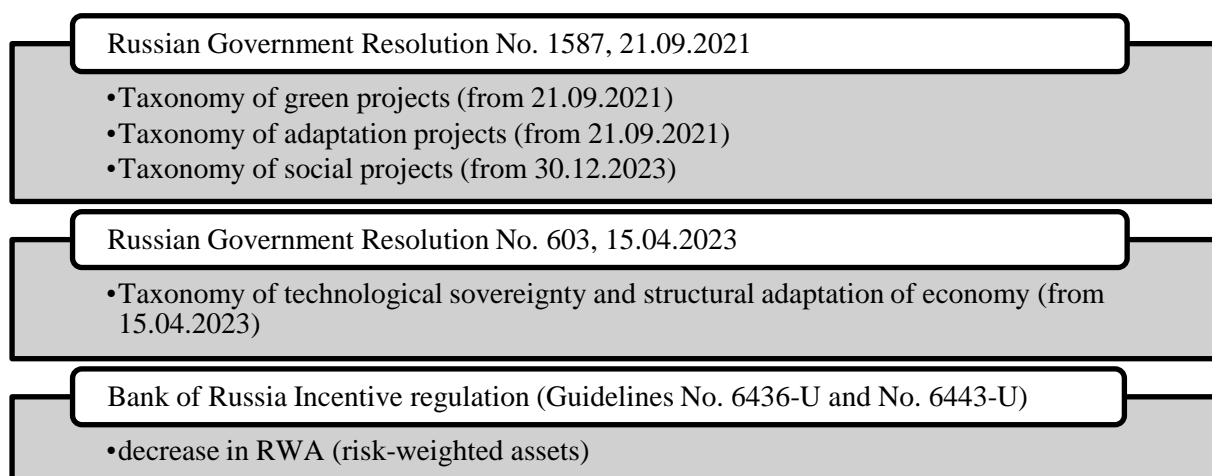 Russian Government Resolution No. 1587, 21.09.2021
•Taxonomy of green projects (from 21.09.2021)
•Taxonomy of adaptation projects (from 21.09.2021)
•Taxonomy of social projects (from 30.12.2023)
Russian Government Resolution No. 603, 15.04.2023
•Taxonomy of technological sovereignty and structural adaptation of economy (from
15.04.2023)
Bank of Russia Incentive regulation (Guidelines No. 6436-U and No. 6443-U)
•decrease in RWA (risk-weighted assets)